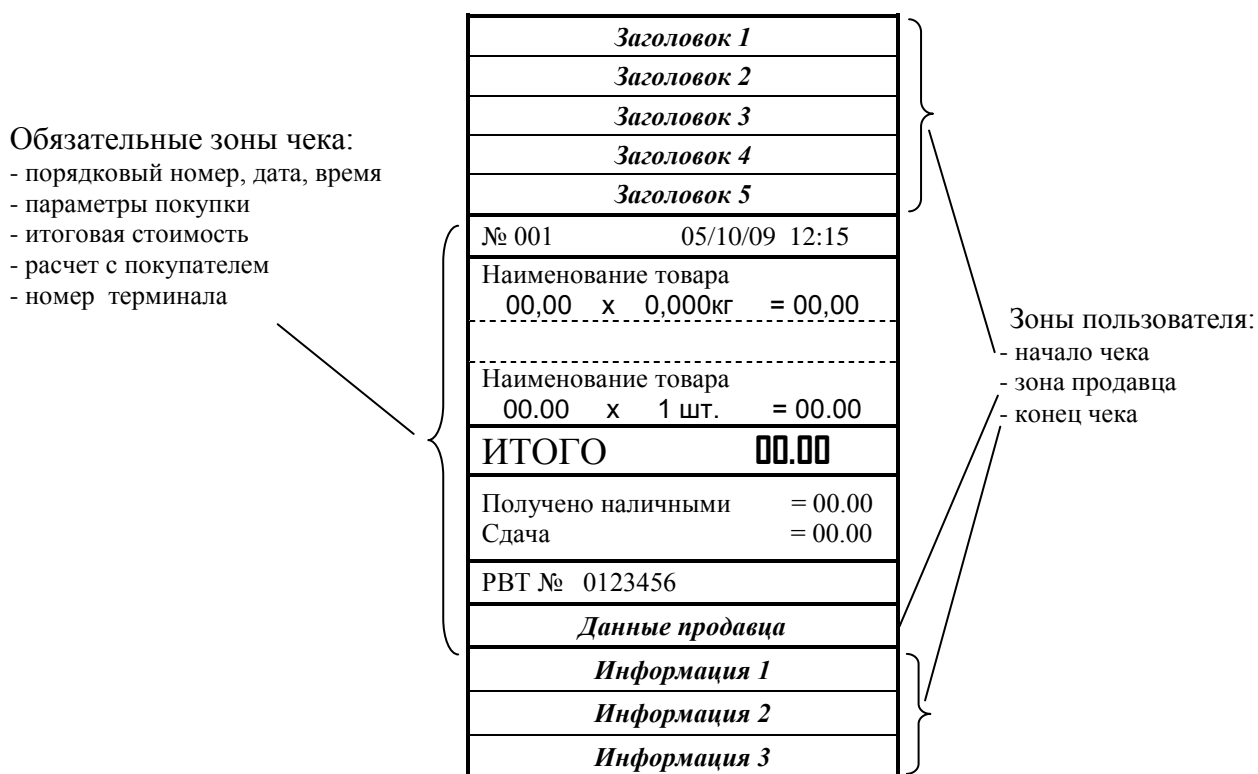 Заголовок 1
Заголовок 2
Заголовок 3
Заголовок 4
Заголовок 5
Обязательные зоны чека:
- порядковый номер, дата, время
- параметры покупки
- итоговая стоимость
- расчет с покупателем
- номер терминала
№ 001 05/10/09 12:15
Наименование товара
00,00 х 0,000кг = 00,00
Наименование товара
00.00 х 1 шт. = 00.00
ИТОГО 00.00
Получено наличными = 00.00
Сдача = 00.00
РВТ № 0123456
Данные продавца
Информация 1
Информация 2
Информация 3
Зоны пользователя:
- начало чека
- зона продавца
- конец чека